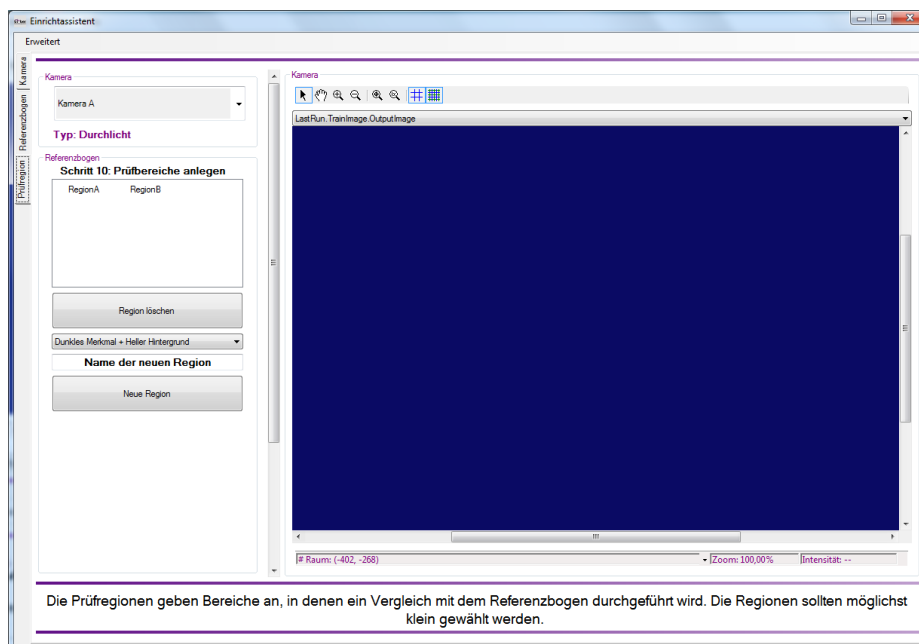 Einrichtassistent
Erweitert
Kamera
Referenzbogen
Prüfregion
Kamera
Kamera A
Typ: Durchlicht
Referenzbogen
Schritt 10: Prüfbereiche anlegen
RegionA RegionB
Region löschen
Dunkles Merkmal + Heller Hintergrund
Name der neuen Region
Neue Region
Kamera
LastRun.TrainImage.OutputImage
# Raum: (-402, -268) Zoom: 100,00% Intensität: --
Die Prüfregionen geben Bereiche an, in denen ein Vergleich mit dem Referenzbogen durchgeführt wird. Die Regionen sollten möglichst
klein gewählt werden.